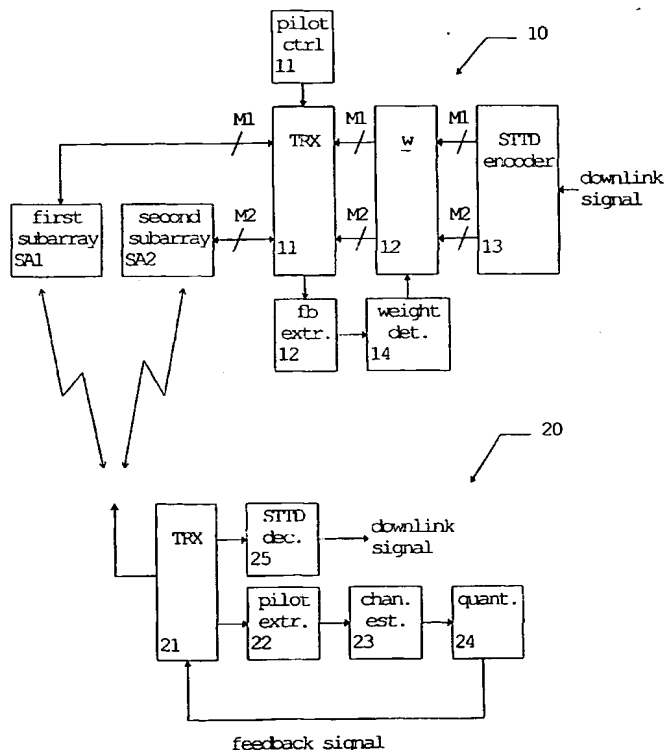 pilot
ctrl
11
10
M1
TRX
11
M1
w
12
M1
STTD
encoder
13
downlink
signal
first
subarray
SA1
second
subarray
SA2
M2
M2
M2
fb
extr.
12
weight
det.
14
20
TRX
21
STTD
dec.
25
downlink
signal
pilot
extr.
22
chan.
est.
23
quant.
24
feedback signal